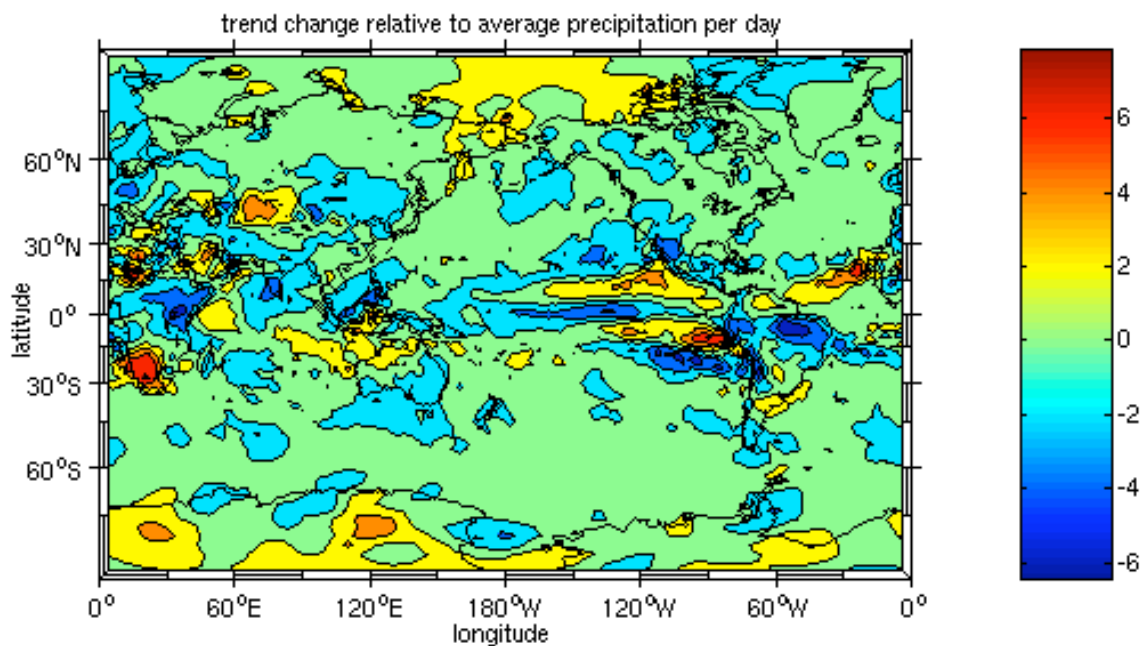 trend change relative to average precipitation per day
latitude
60°N
30°N
0°
30°S
60°S
0°
60°E
120°E
180°W
120°W
60°W
0°
longitude
6
4
2
0
-2
-4
-6